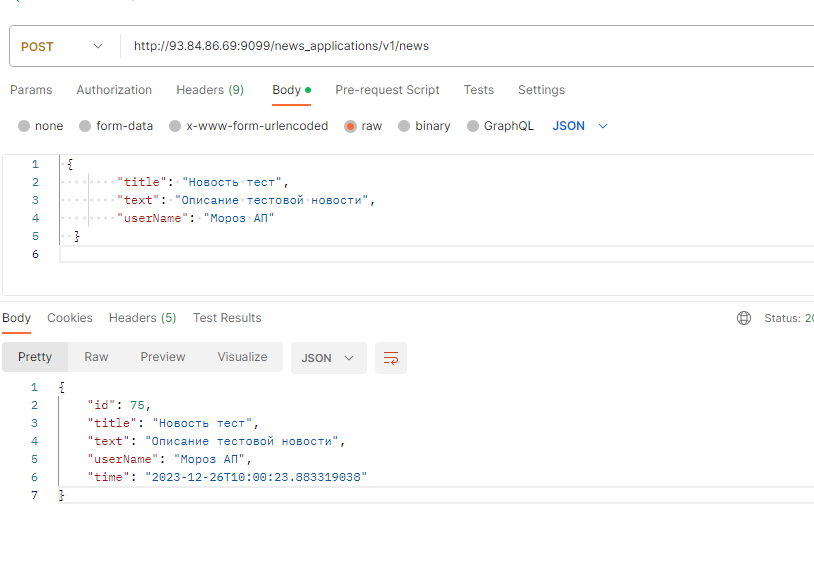 POST http://93.84.86.69:9099/news_applications/v1/news
Params Authorization Headers (9) Body Pre-request Script Tests Settings
none form-data x-www-form-urlencoded raw binary GraphQL JSON
1 {
2 "title": "Новость тест",
3 "text": "Описание тестовой новости",
4 "userName": "Мороз АП"
5 }
6
Body Cookies Headers (5) Test Results Status: 20
Pretty Raw Preview Visualize JSON
1 {
2 "id": 75,
3 "title": "Новость тест",
4 "text": "Описание тестовой новости",
5 "userName": "Мороз АП",
6 "time": "2023-12-26T10:00:23.883319038"
7 }